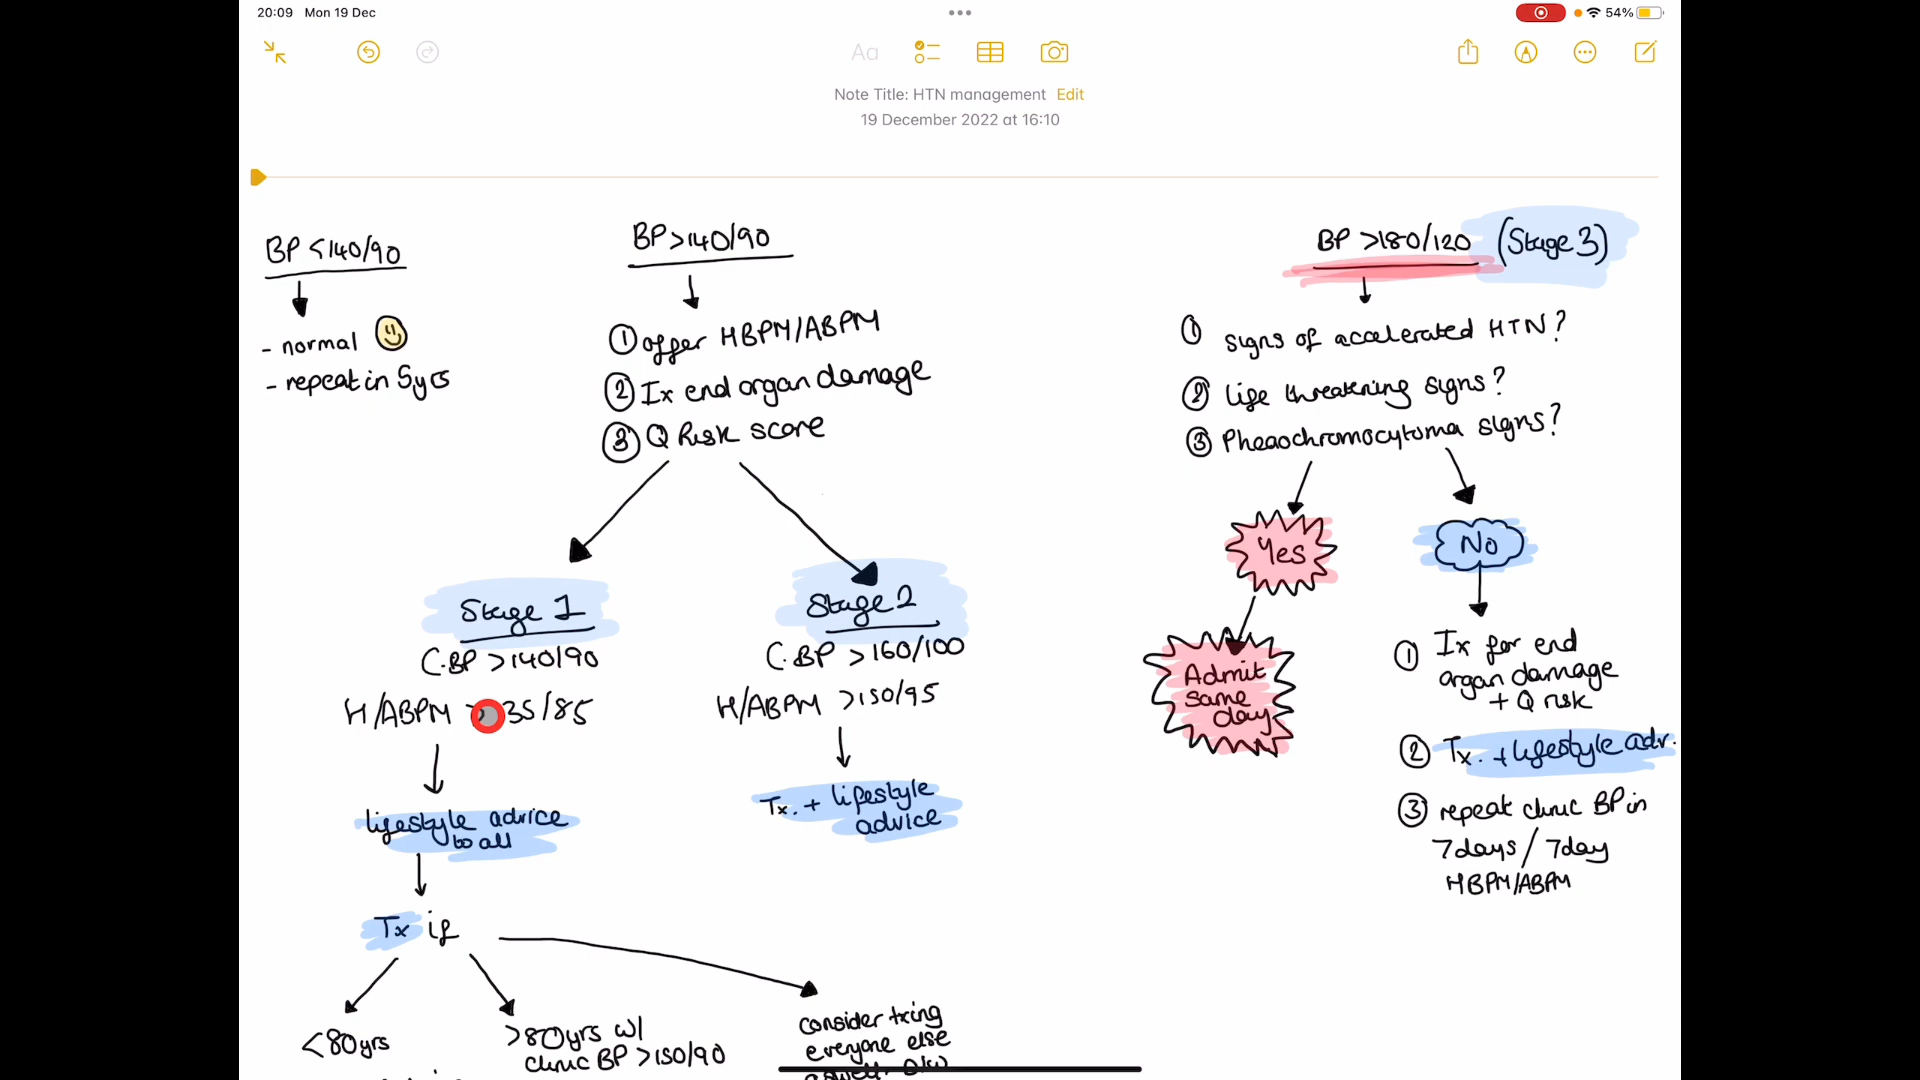 20:09 Mon 19 Dec
54%
Aa
Note Title: HTN management Edit
19 December 2022 at 16:10
BP <140/90
- normal
- repeat in 5yrs
BP >140/90
① offer HBPM/ABPM
② Ix end organ damage
③ Q Risk score
Stage 1
C.BP >140/90
H/ABPM 35/85
lifestyle advice
to all
Tx if
<80yrs
>80yrs w/
clinic BP >150/90
consider txing
everyone else
Stage 2
C.BP >160/100
H/ABPM >150/95
Tx. + lifestyle
advice
BP >180/120 (Stage 3)
① signs of accelerated HTN?
② Life threatening signs?
③ Pheaochromocytoma signs?
Yes
Admit
same
day
No
① Ix for end
organ damage
+ Q risk
② Tx. + lifestyle adv.
③ repeat clinic BP in
7days / 7day
HBPM/ABPM